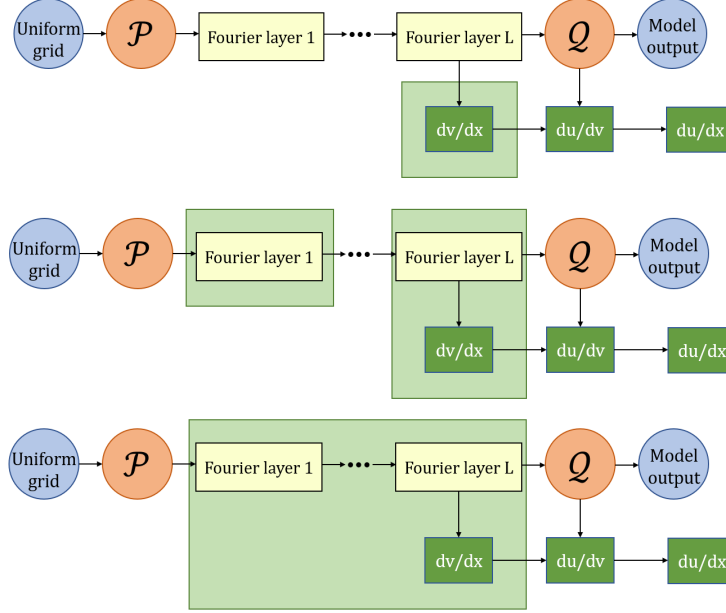 Uniform
grid
𝒫
Fourier layer 1
•••
Fourier layer L
𝒬
Model
output
dv/dx
du/dv
du/dx
Uniform
grid
𝒫
Fourier layer 1
•••
Fourier layer L
𝒬
Model
output
dv/dx
du/dv
du/dx
Uniform
grid
𝒫
Fourier layer 1
•••
Fourier layer L
𝒬
Model
output
dv/dx
du/dv
du/dx